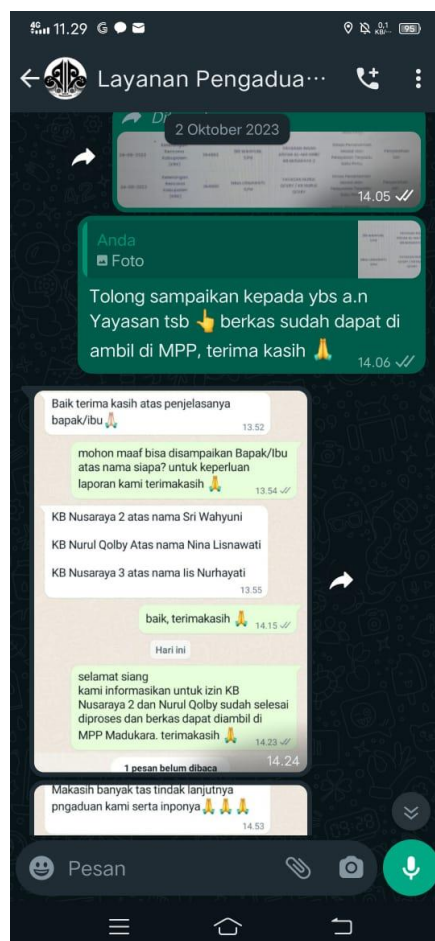 11.29
95
Layanan Pengadua...
2 Oktober 2023
14.05
Anda
Foto
Tolong sampaikan kepada ybs a.n
Yayasan tsb 👆 berkas sudah dapat di
ambil di MPP, terima kasih 🙏
14.06
Baik terima kasih atas penjelasanya
bapak/ibu🙏
13.52
mohon maaf bisa disampaikan Bapak/Ibu
atas nama siapa? untuk keperluan
laporan kami terimakasih 🙏
13.54
KB Nusaraya 2 atas nama Sri Wahyuni
KB Nurul Qolby Atas nama Nina Lisnawati
KB Nusaraya 3 atas nama Iis Nurhayati
13.55
baik, terimakasih 🙏
14.15
Hari ini
selamat siang
kami informasikan untuk izin KB
Nusaraya 2 dan Nurul Qolby sudah selesai
diproses dan berkas dapat diambil di
MPP Madukara. terimakasih 🙏
14.23
14.24
1 pesan belum dibaca
Makasih banyak tas tindak lanjutnya
pngaduan kami serta inponya🙏🙏🙏
14.53
Pesan